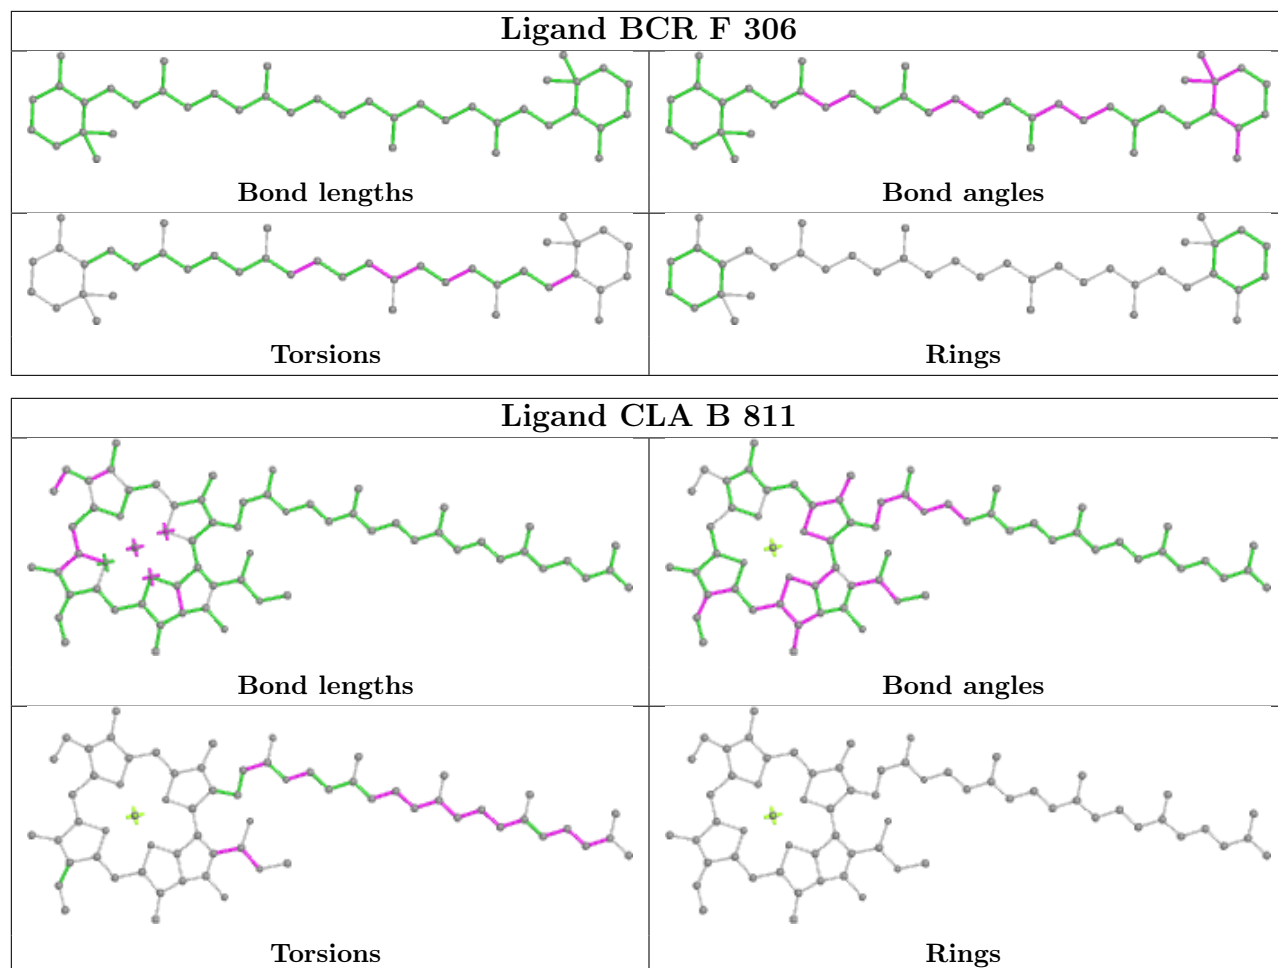 Ligand BCR F 306
Bond lengths
Bond angles
Torsions
Rings
Ligand CLA B 811
Bond lengths
Bond angles
Torsions
Rings